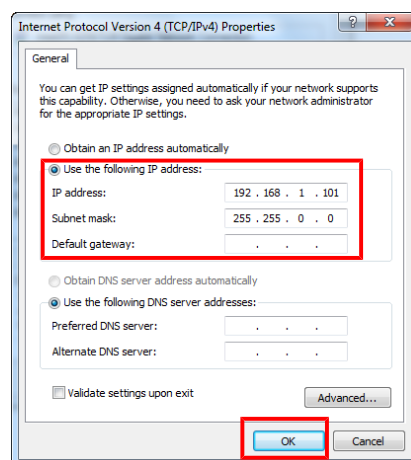 Internet Protocol Version 4 (TCP/IPv4) Properties
General
You can get IP settings assigned automatically if your network supports
this capability. Otherwise, you need to ask your network administrator
for the appropriate IP settings.
Obtain an IP address automatically
Use the following IP address:
IP address: 192 . 168 . 1 . 101
Subnet mask: 255 . 255 . 0 . 0
Default gateway: . . .
Obtain DNS server address automatically
Use the following DNS server addresses:
Preferred DNS server: . . .
Alternate DNS server: . . .
Validate settings upon exit
Advanced...
OK Cancel